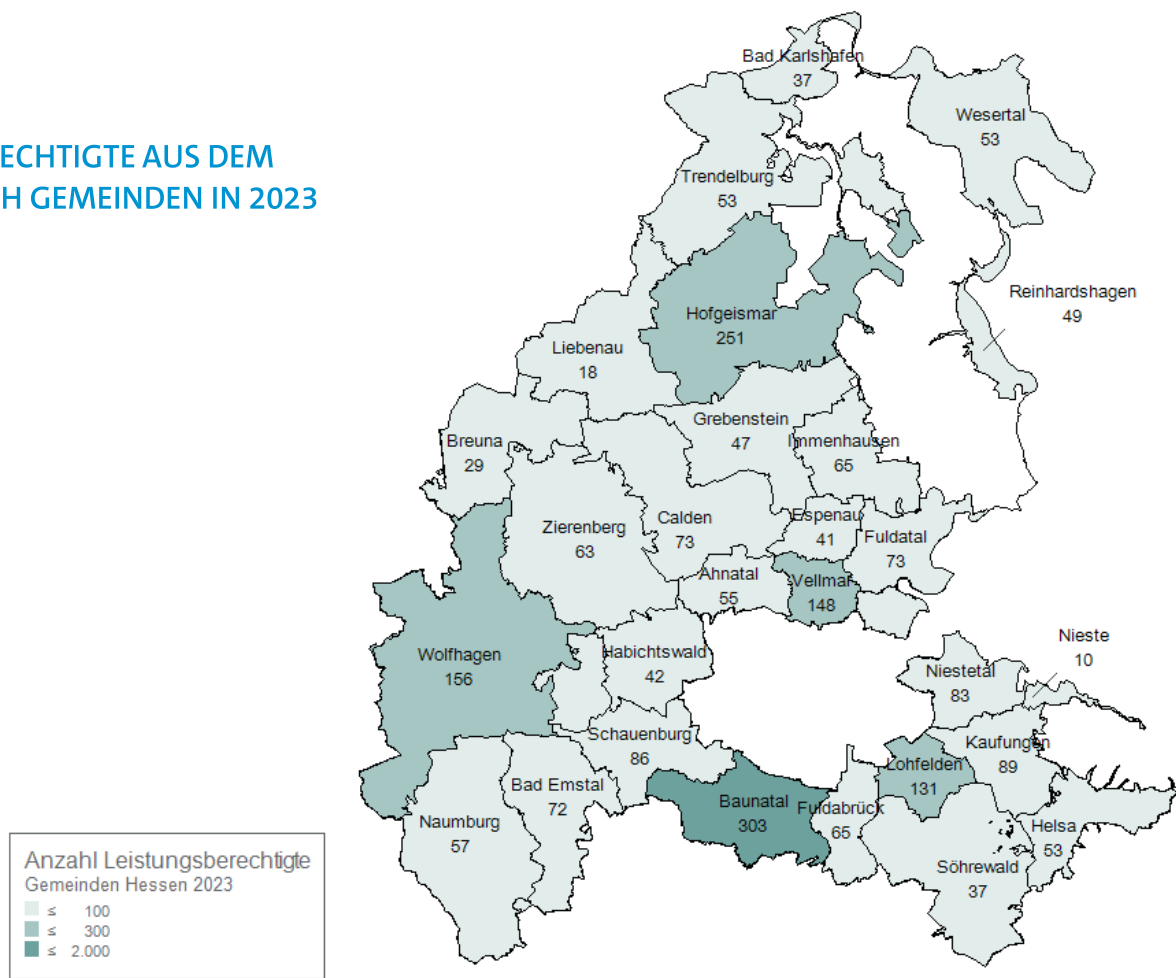 ECHTIGTE AUS DEM
H GEMEINDEN IN 2023
Bad Karlshafen
37
Wesertal
53
Trendelburg
53
Reinhardshagen
49
Hofgeismar
251
Liebenau
18
Grebenstein
47
Immenhausen
65
Breuna
29
Zierenberg
63
Calden
73
Espenau
41
Fuldatal
73
Ahnatal
55
Vellmar
148
Nieste
10
Wolfhagen
156
Habichtswald
42
Niestetal
83
Schauenburg
86
Kaufungen
89
Lohfelden
131
Bad Emstal
72
Baunatal
303
Fuldabrück
65
Naumburg
57
Helsa
53
Söhrewald
37
Anzahl Leistungsberechtigte
Gemeinden Hessen 2023
≤ 100
≤ 300
≤ 2.000